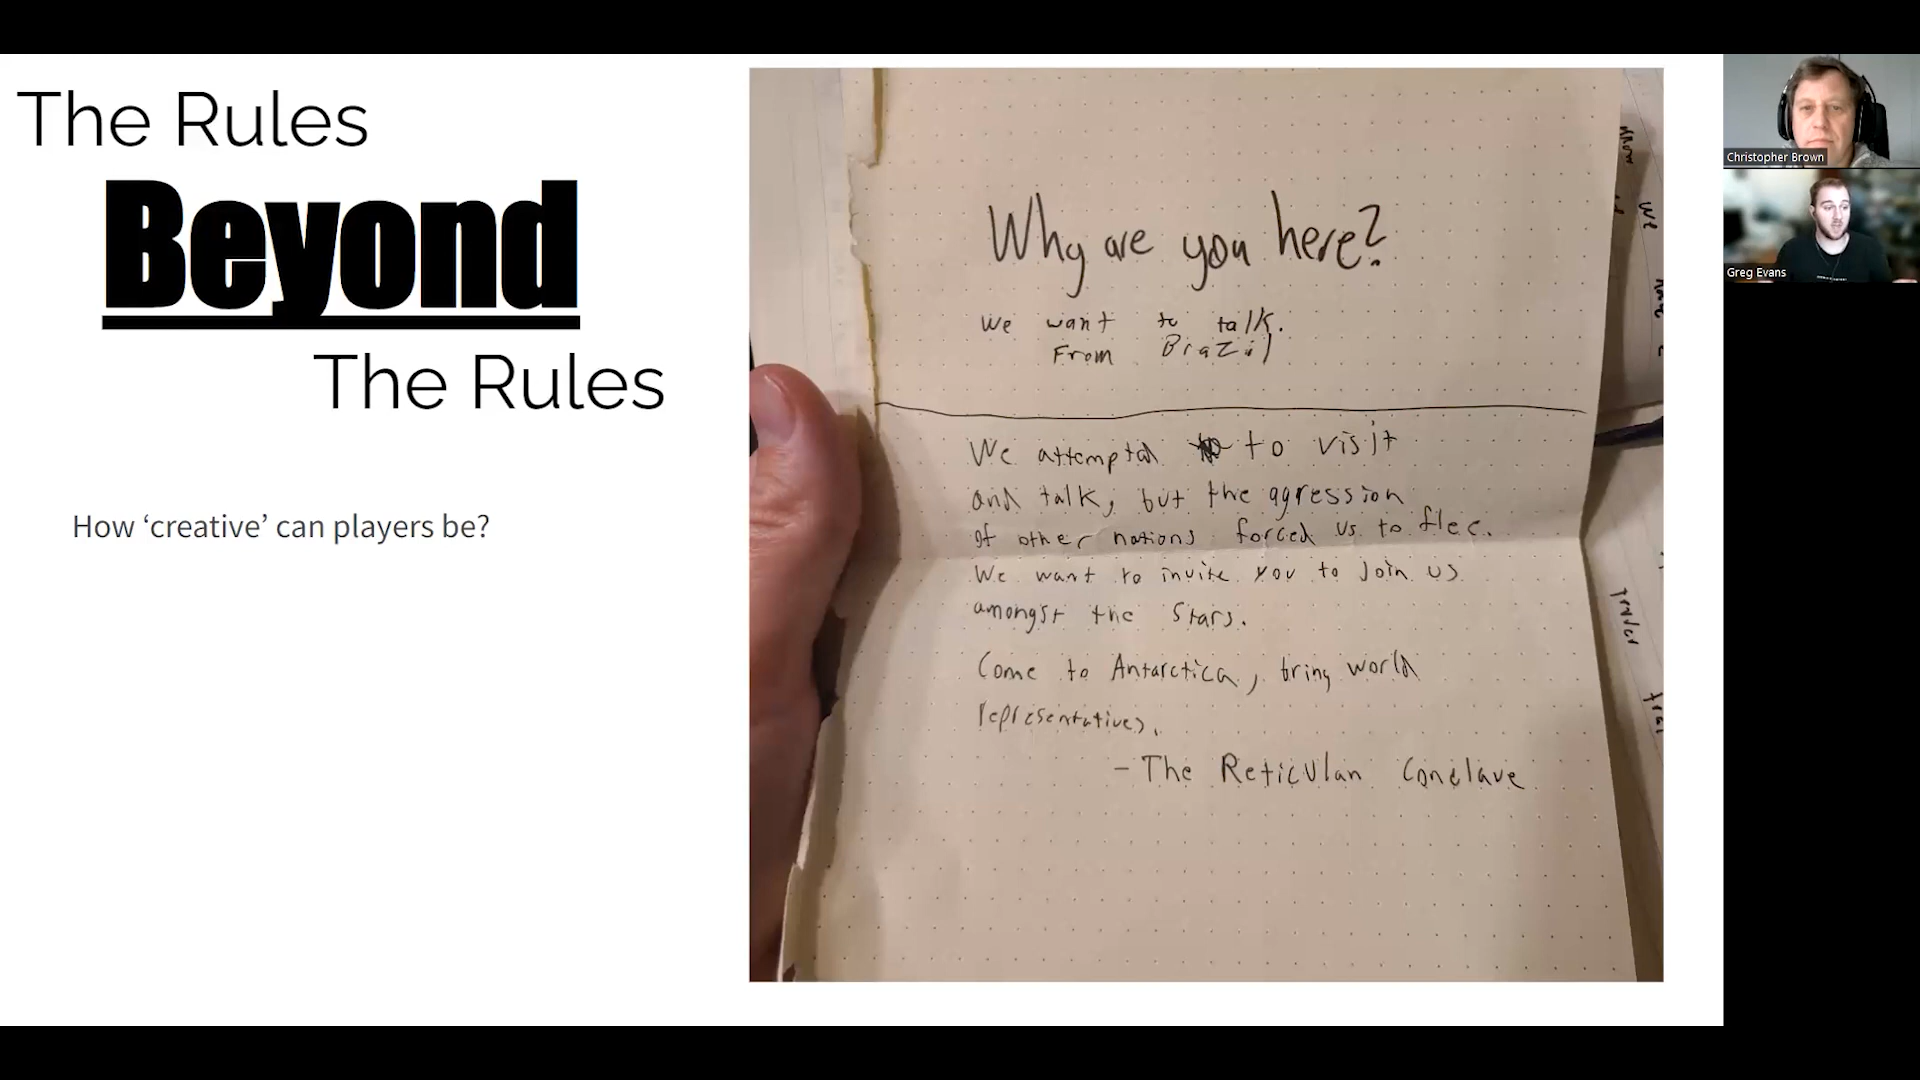 The Rules
Beyond
The Rules
How ‘creative’ can players be?
Why are you here?
We want to talk.
From Brazil
We attempted to visit
and talk, but the agression
of other nations forced us to flee.
We want to invite you to join us
amongst the stars.
Come to Antarctica, bring world
representatives.
- The Reticulan Conclave
Christopher Brown
Greg Evans